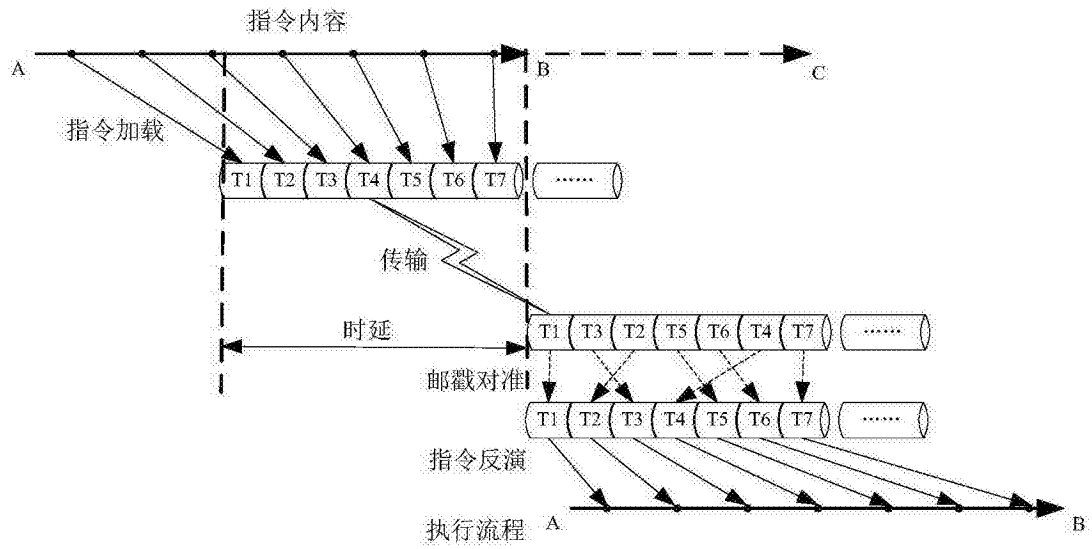 指令内容
A
B
C
指令加载
T1 T2 T3 T4 T5 T6 T7 ……
传输
T1 T3 T2 T5 T6 T4 T7 ……
时延
邮戳对准
T1 T2 T3 T4 T5 T6 T7 ……
指令反演
A
B
执行流程